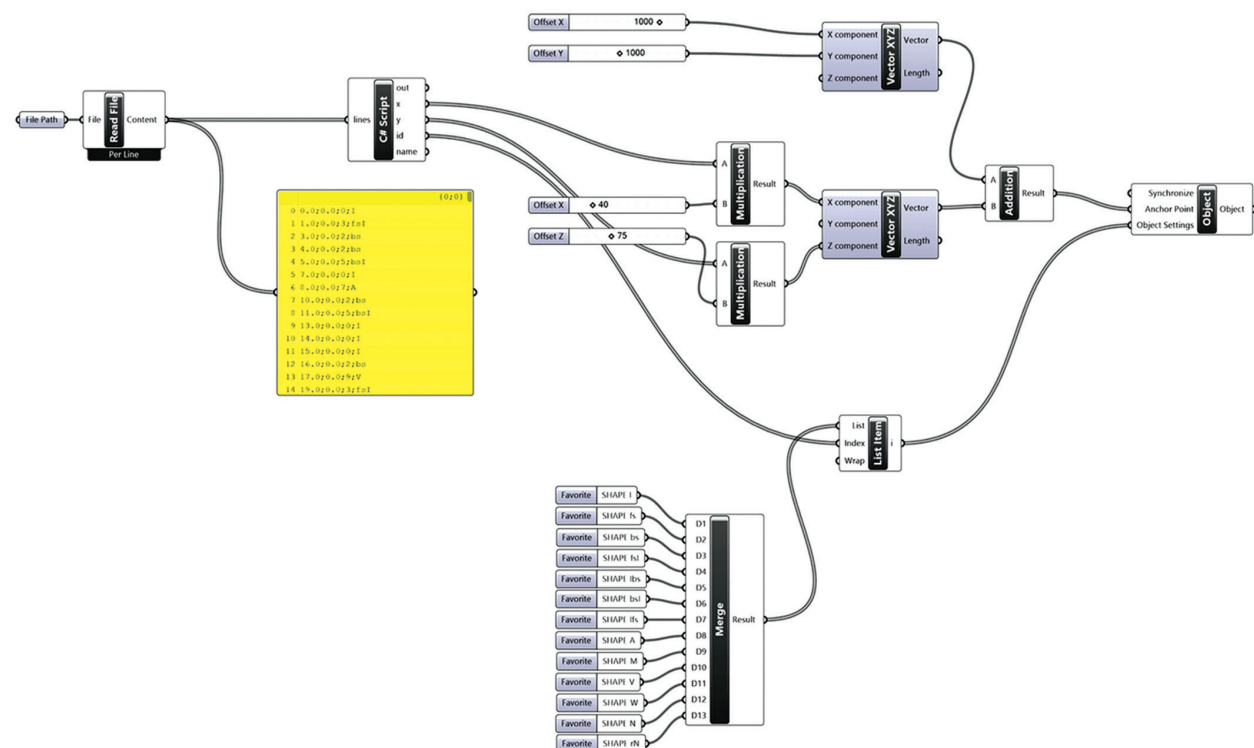 Offset X 1000
Offset Y 1000
X component
Y component
Z component
Vector XYZ
Vector
Length
File Path
File
Read File
Content
Per Line
lines
C# Script
out
x
y
id
name
{0;0}
0 0.0;0.0;0;I
1 1.0;0.0;3;fsI
2 3.0;0.0;2;bs
3 4.0;0.0;2;bs
4 5.0;0.0;5;bsI
5 7.0;0.0;0;I
6 8.0;0.0;7;A
7 10.0;0.0;2;bs
8 11.0;0.0;5;bsI
9 13.0;0.0;0;I
10 14.0;0.0;0;I
11 15.0;0.0;0;I
12 16.0;0.0;2;bs
13 17.0;0.0;9;V
14 19.0;0.0;3;fsI
Offset X 40
Offset Z 75
A
B
Multiplication
Result
A
B
Multiplication
Result
X component
Y component
Z component
Vector XYZ
Vector
Length
A
B
Addition
Result
Synchronize
Anchor Point
Object Settings
Object
Object
List
Index
Wrap
List Item
i
Favorite SHAPE I
Favorite SHAPE fs
Favorite SHAPE bs
Favorite SHAPE fsI
Favorite SHAPE Ibs
Favorite SHAPE bsI
Favorite SHAPE Ifs
Favorite SHAPE A
Favorite SHAPE M
Favorite SHAPE V
Favorite SHAPE W
Favorite SHAPE N
Favorite SHAPE rN
D1
D2
D3
D4
D5
D6
D7
D8
D9
D10
D11
D12
D13
Merge
Result